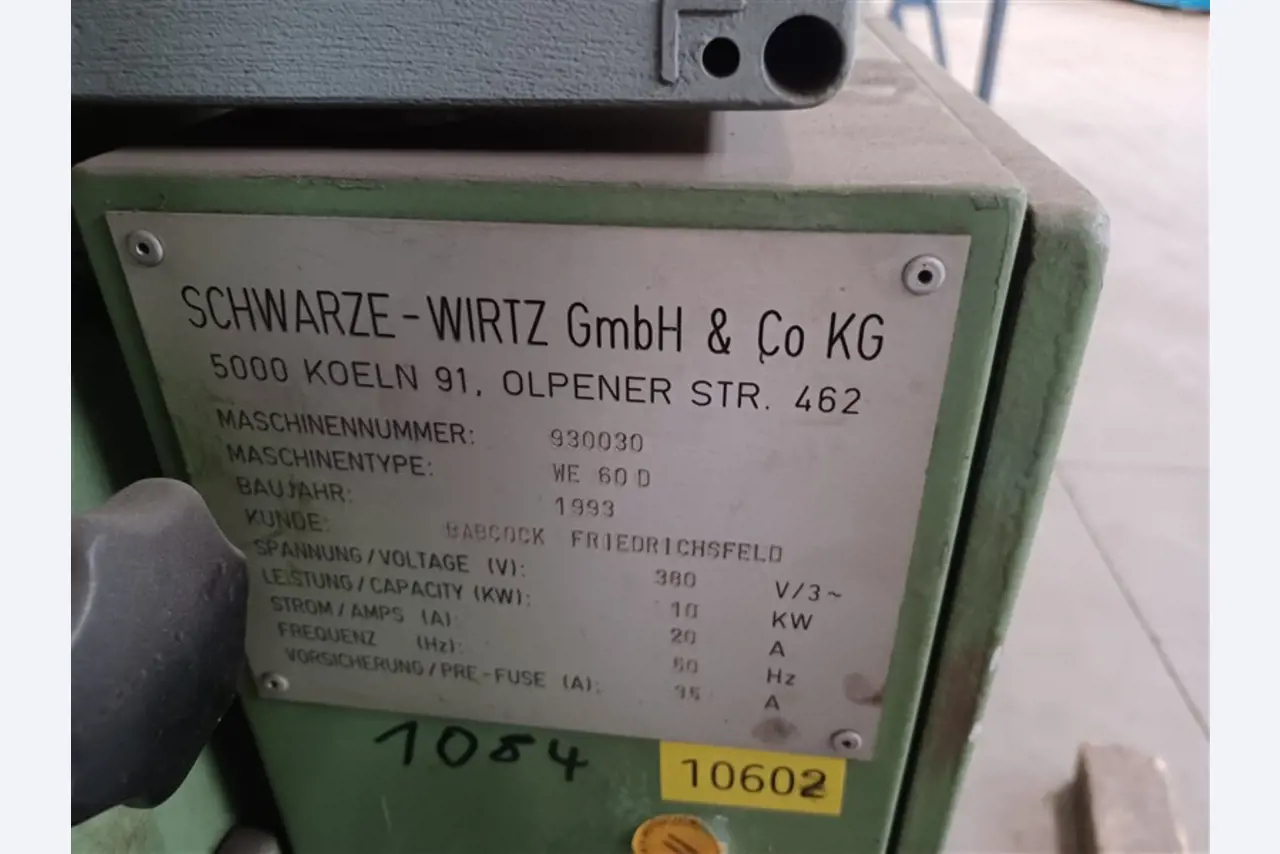 SCHWARZE-WIRTZ GmbH & Co KG
5000 KOELN 91, OLPENER STR. 462
MASCHINENNUMMER: 930030
MASCHINENTYPE: WE 60 D
BAUJAHR: 1993
KUNDE: BABCOCK FRIEDRICHSFELD
SPANNUNG/VOLTAGE (V): 380 V/3~
LEISTUNG/CAPACITY (KW): 10 KW
STROM/AMPS (A): 20 A
FREQUENZ (Hz): 50 Hz
VORSICHERUNG/PRE-FUSE (A): 35 A
1084
10602